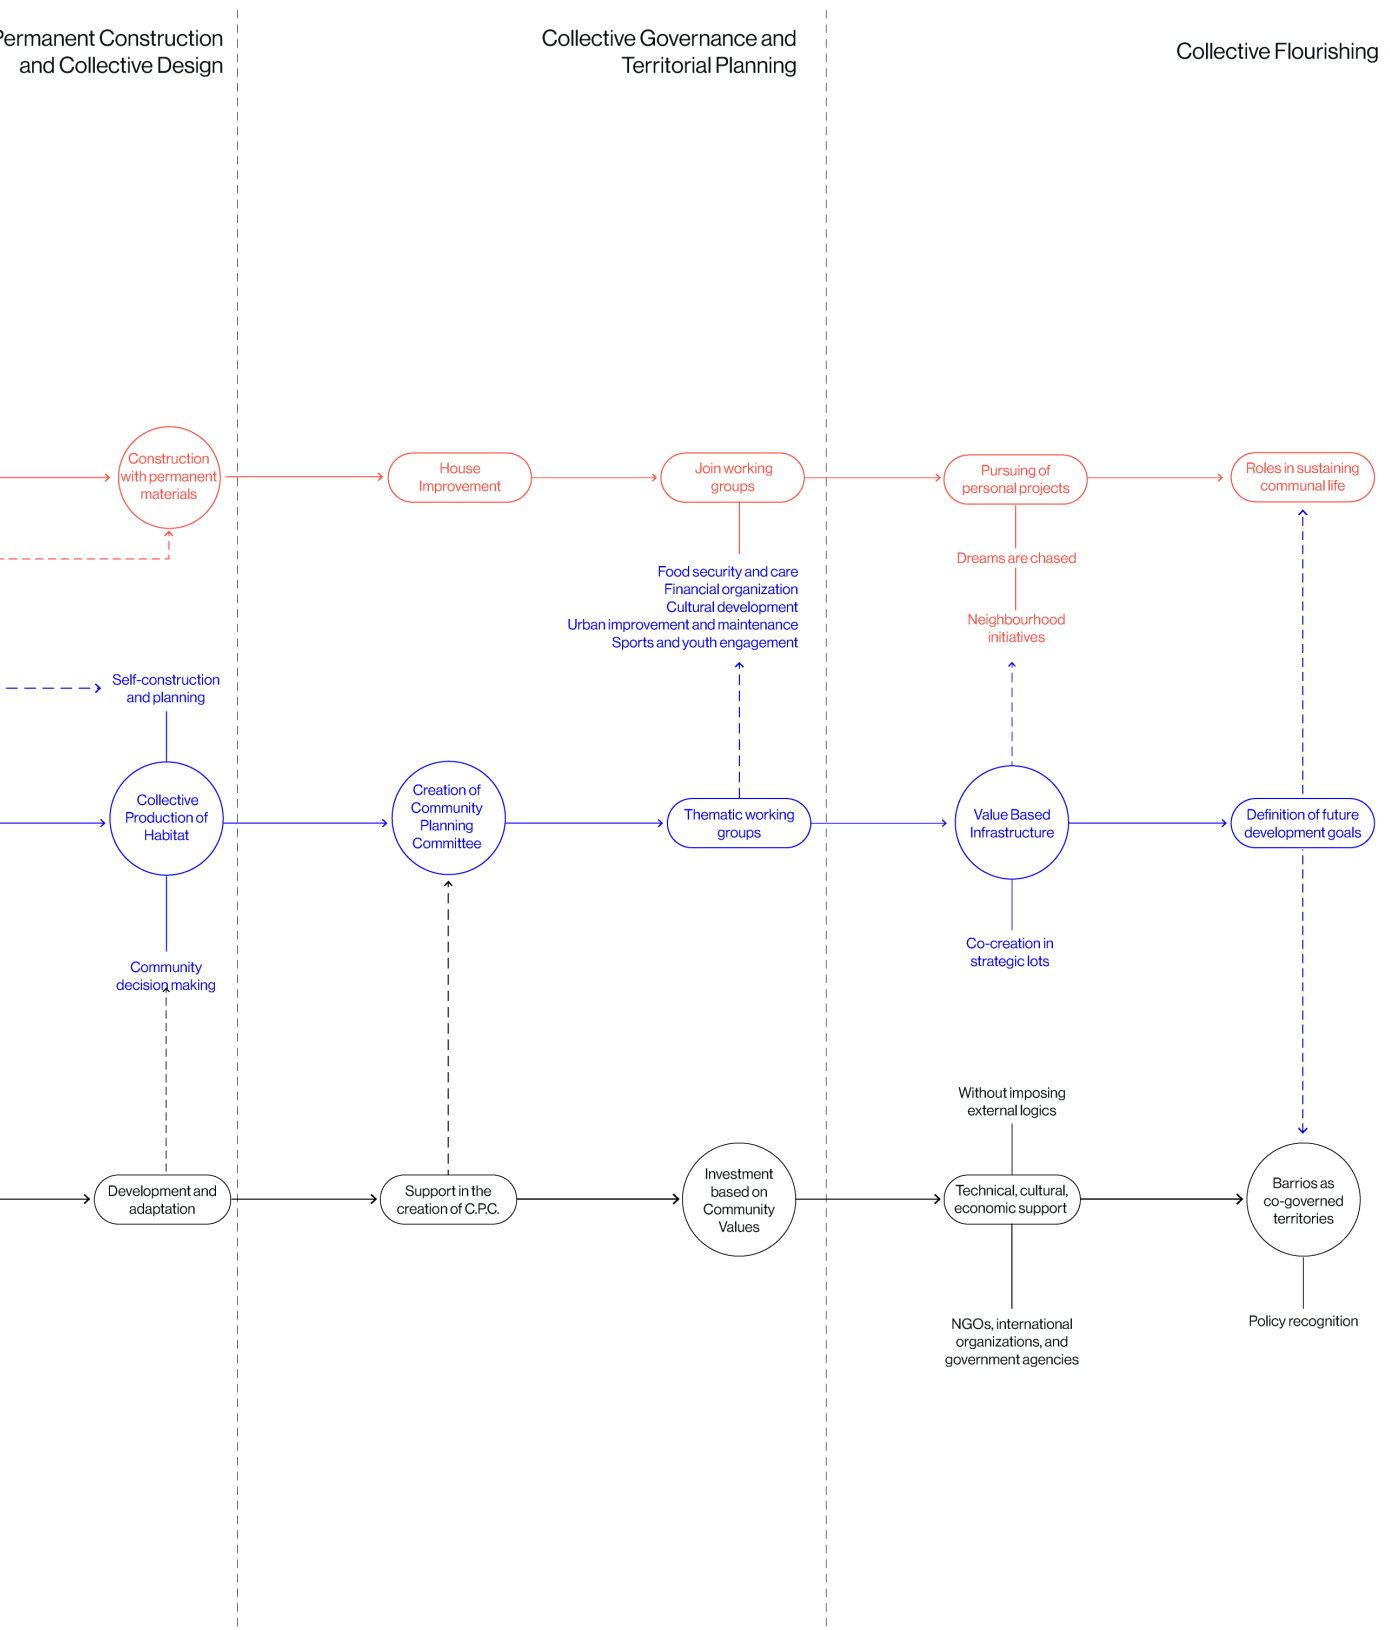 Permanent Construction
and Collective Design
Collective Governance and
Territorial Planning
Collective Flourishing
Construction
with permanent
materials
House
Improvement
Join working
groups
Pursuing of
personal projects
Roles in sustaining
communal life
Food security and care
Financial organization
Cultural development
Urban improvement and maintenance
Sports and youth engagement
Dreams are chased
Neighbourhood
initiatives
Self-construction
and planning
Collective
Production of
Habitat
Creation of
Community
Planning
Committee
Thematic working
groups
Value Based
Infrastructure
Definition of future
development goals
Community
decision making
Co-creation in
strategic lots
Without imposing
external logics
Development and
adaptation
Support in the
creation of C.P.C.
Investment
based on
Community
Values
Technical, cultural,
economic support
Barrios as
co-governed
territories
NGOs, international
organizations, and
government agencies
Policy recognition